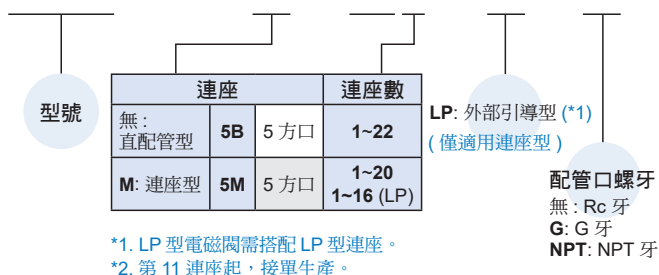 型號
連座
連座數
無 :
直配管型
5B
5 方口
1~22
M: 連座型
5M
5 方口
1~20
1~16 (LP)
LP: 外部引導型 (*1)
( 僅適用連座型 )
配管口螺牙
無 : Rc 牙
G: G 牙
NPT: NPT 牙
*1. LP 型電磁閥需搭配 LP 型連座。
*2. 第 11 連座起，接單生產。